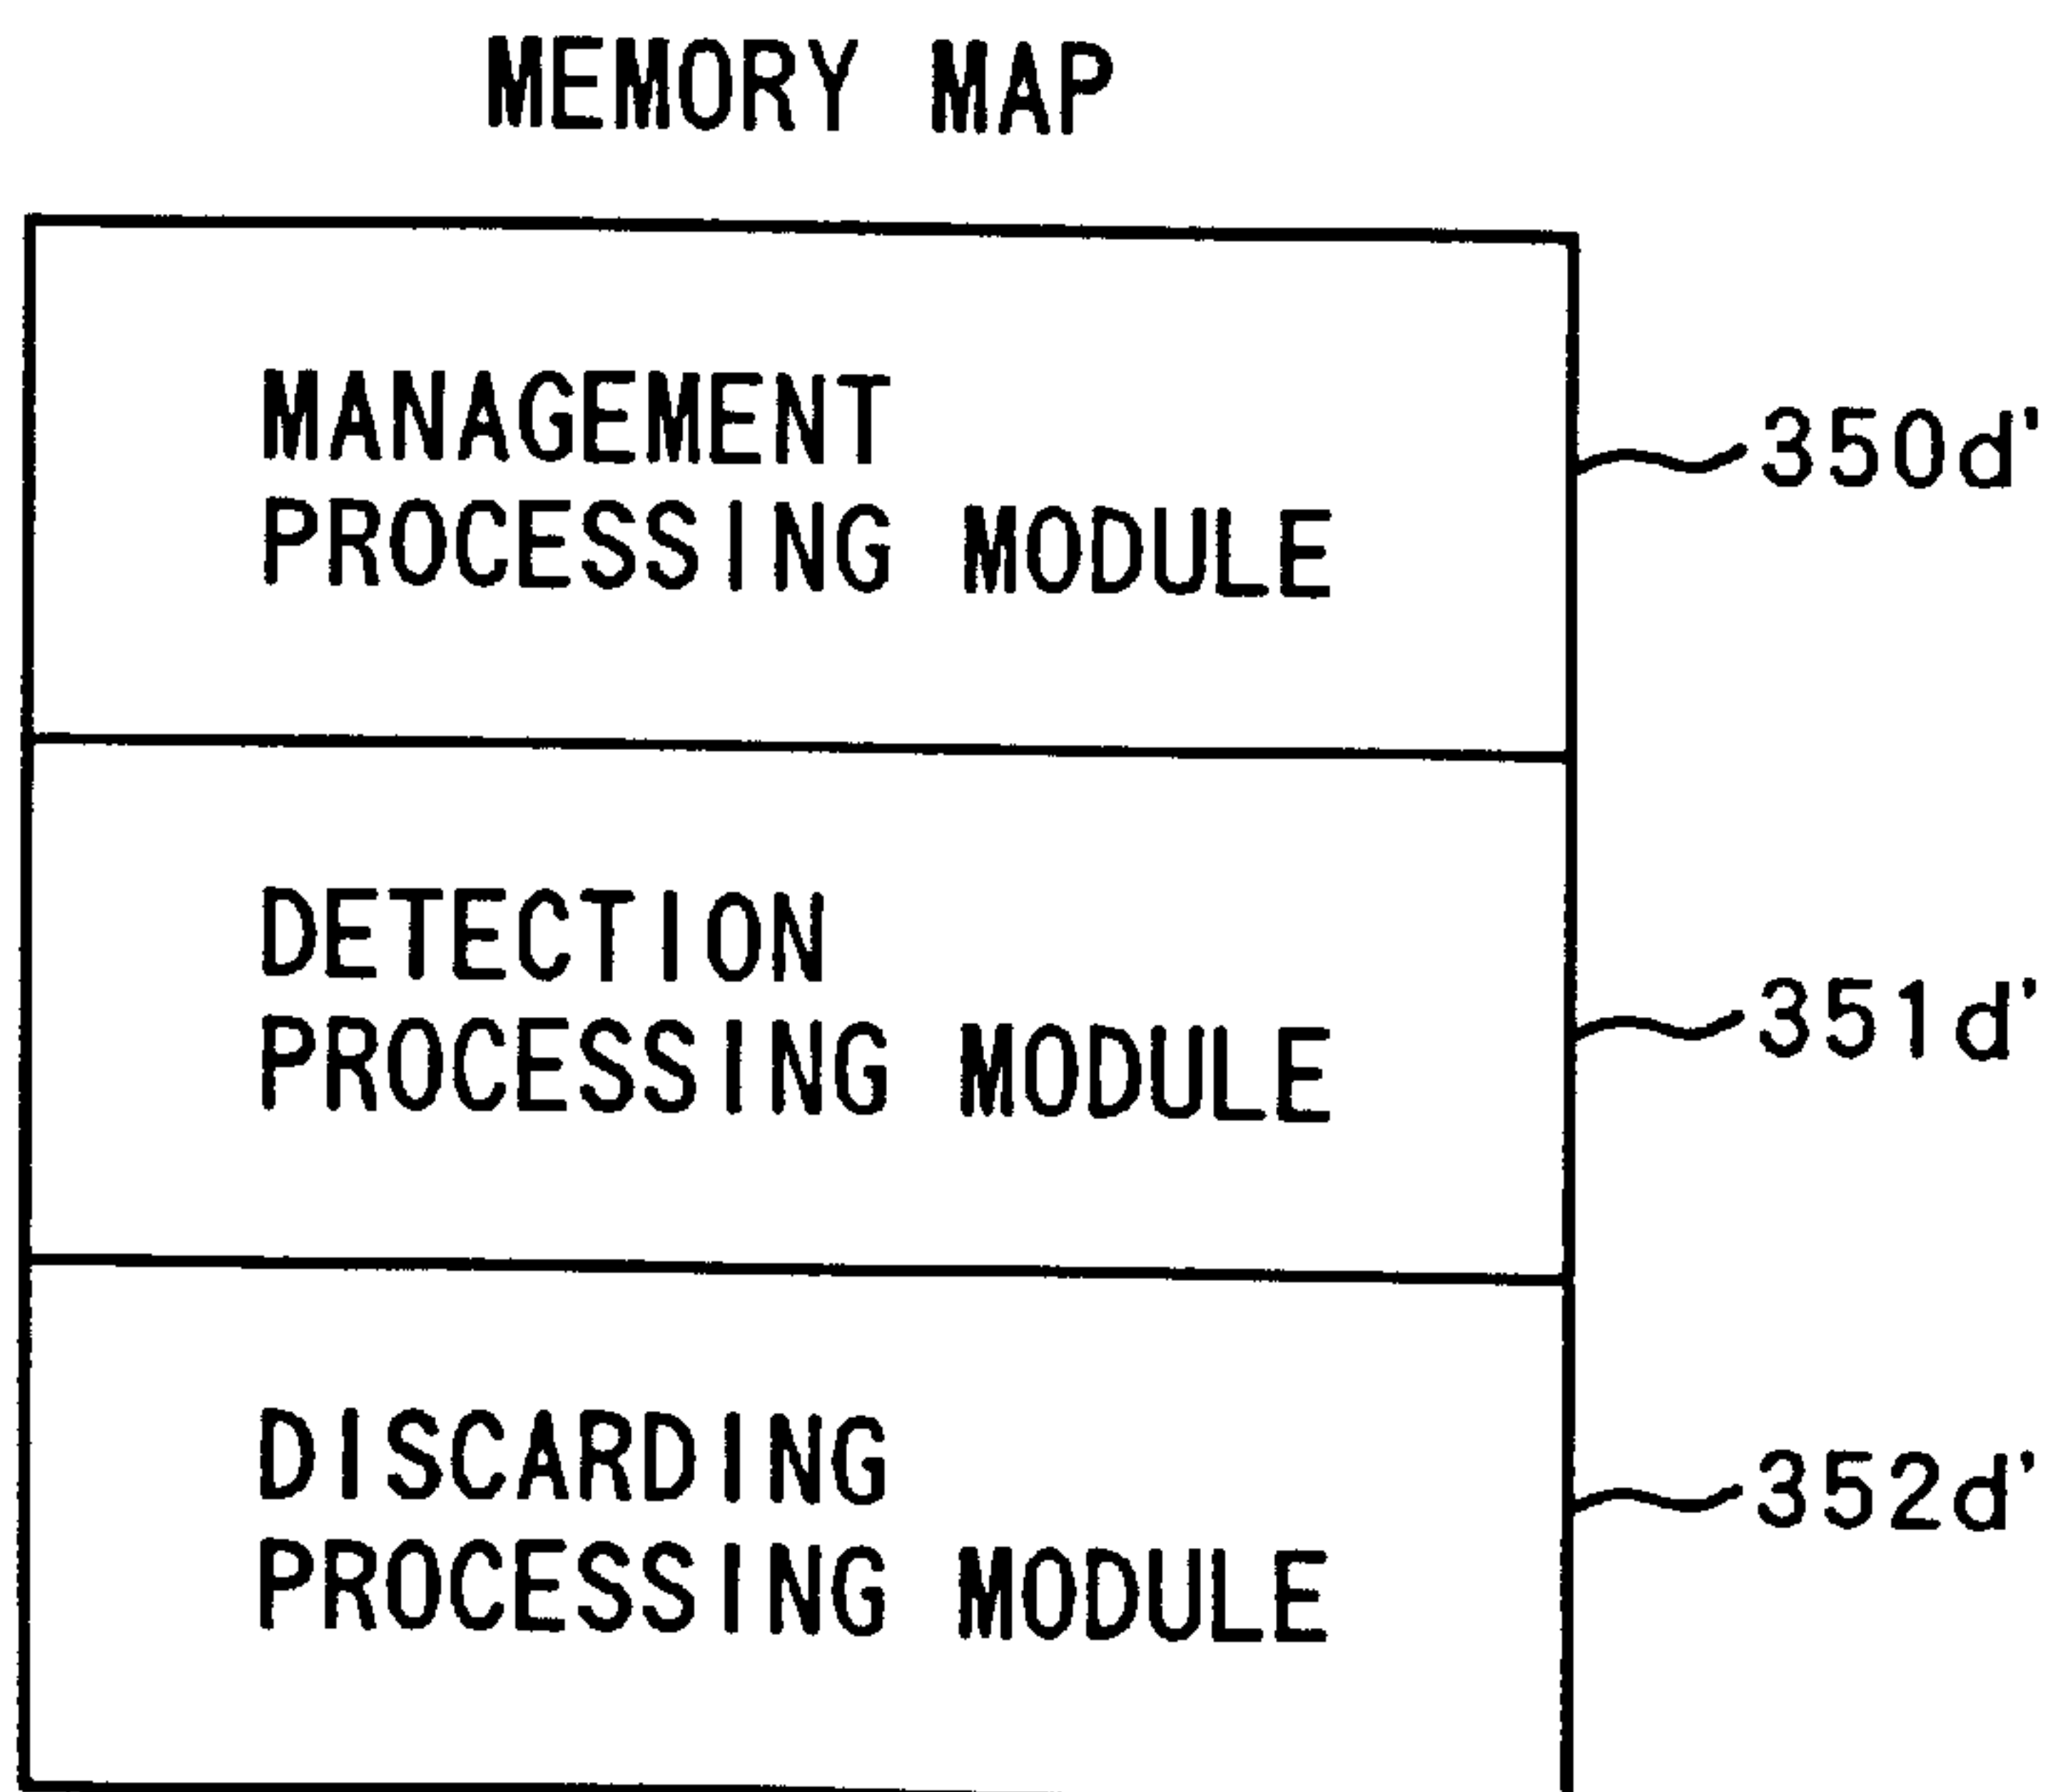 MEMORY MAP
MANAGEMENT
PROCESSING MODULE
350d'
DETECTION
PROCESSING MODULE
351d'
DISCARDING
PROCESSING MODULE
352d'